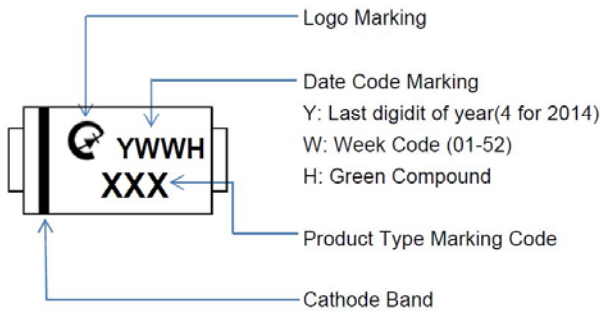 Logo Marking
Date Code Marking
Y: Last digidit of year(4 for 2014)
W: Week Code (01-52)
H: Green Compound
YWWH
XXX
Product Type Marking Code
Cathode Band